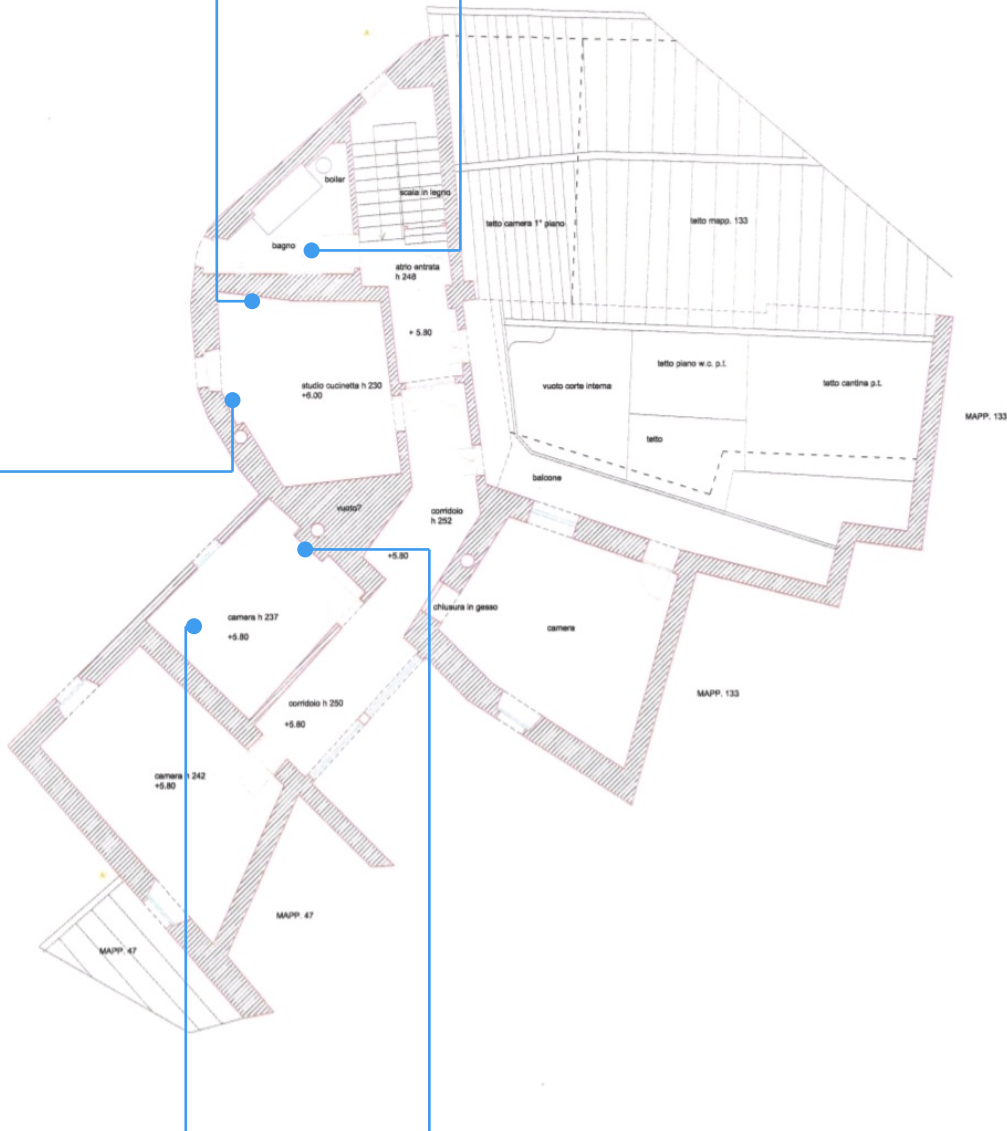 boiler
scala in legno
tetto camera 1° piano
tetto mapp. 133
bagno
atrio entrata
h 248
+ 5.80
tetto piano w.c. p.t.
vuoto corte interna
tetto cantina p.t.
studio cucinetta h 230
+6.00
MAPP. 133
tetto
balcone
vuoto?
corridoio
h 252
+5.80
chiusura in gesso
camera h 237
+5.80
camera
MAPP. 133
corridoio h 250
+5.80
camera h 242
+5.80
MAPP. 47
MAPP. 47